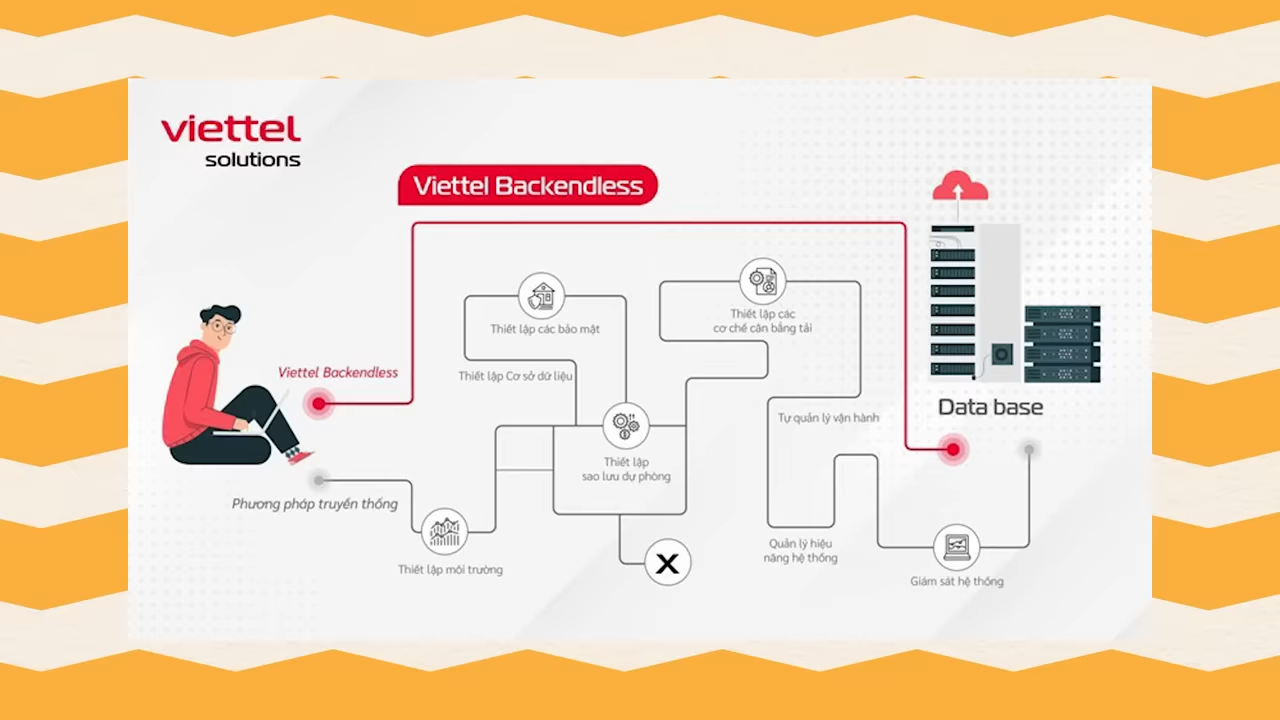 viettel
solutions
Viettel Backendless
Thiết lập các bảo mật
Thiết lập các
cơ chế cân bằng tải
Viettel Backendless
Thiết lập Cơ sở dữ liệu
Data base
Tự quản lý vận hành
Thiết lập
sao lưu dự phòng
Phương pháp truyền thống
Quản lý hiệu
năng hệ thống
X
Thiết lập môi trường
Giám sát hệ thống